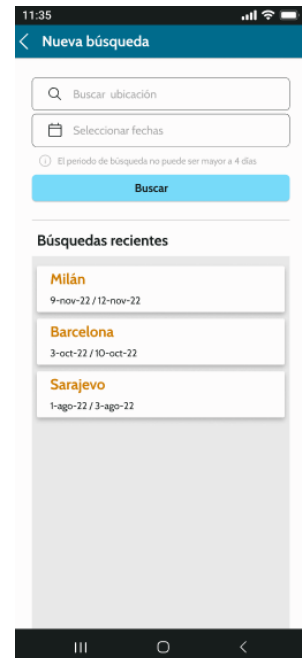 11:35
Nueva búsqueda
Buscar ubicación
Seleccionar fechas
El periodo de búsqueda no puede ser mayor a 4 días
Buscar
Búsquedas recientes
Milán
9-nov-22 / 12-nov-22
Barcelona
3-oct-22 / 10-oct-22
Sarajevo
1-ago-22 / 3-ago-22